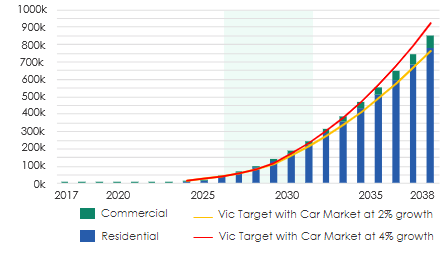 1000k
900k
800k
700k
600k
500k
400k
300k
200k
100k
0k
2017 2020 2025 2030 2035 2038
Commercial Vic Target with Car Market at 2% growth
Residential Vic Target with Car Market at 4% growth